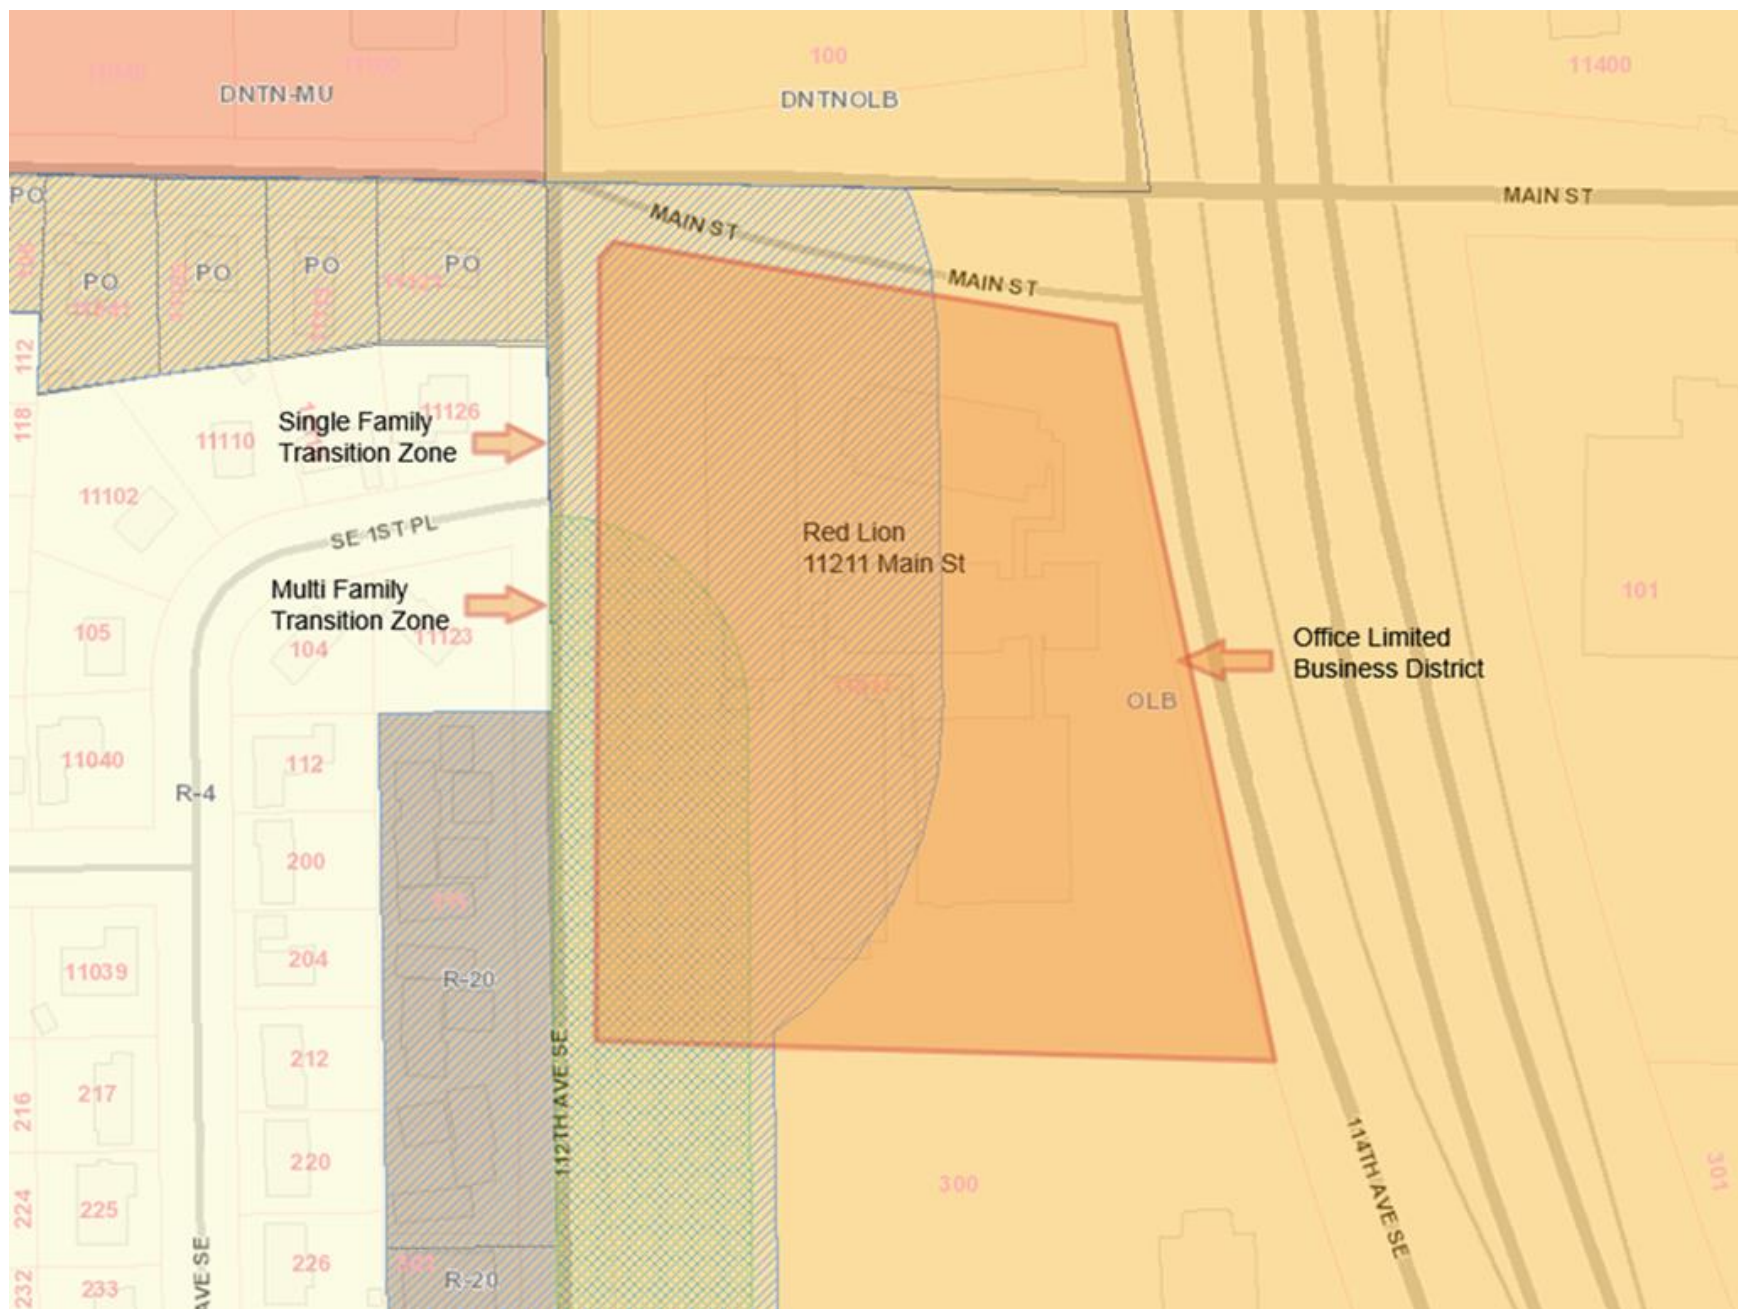 100
11400
DNTN-MU
DNTNOLB
MAIN ST
PO
MAIN ST
PO
PO
PO
PO
MAIN ST
112
118
11126
Single Family
Transition Zone
11110
11102
SE 1ST PL
Red Lion
11211 Main St
Multi Family
Transition Zone
101
105
104
11123
Office Limited
Business District
OLB
11040
112
R-4
200
204
11039
R-20
212
217
216
112TH AVE SE
114TH AVE SE
220
300
301
224
225
226
AVE SE
R-20
232
233